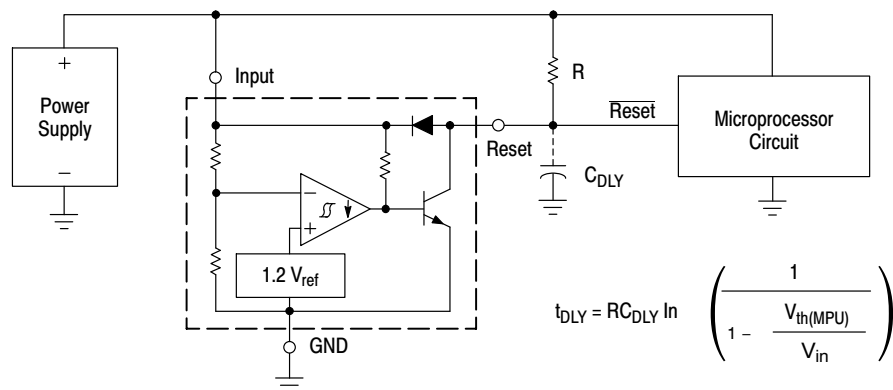 +
Power
Supply
−
Input
R
Reset
Reset
Microprocessor
Circuit
C_DLY
−
+
1.2 V_ref
GND
t_DLY = RC_DLY In ( 1 / ( 1 − V_th(MPU) / V_in ) )